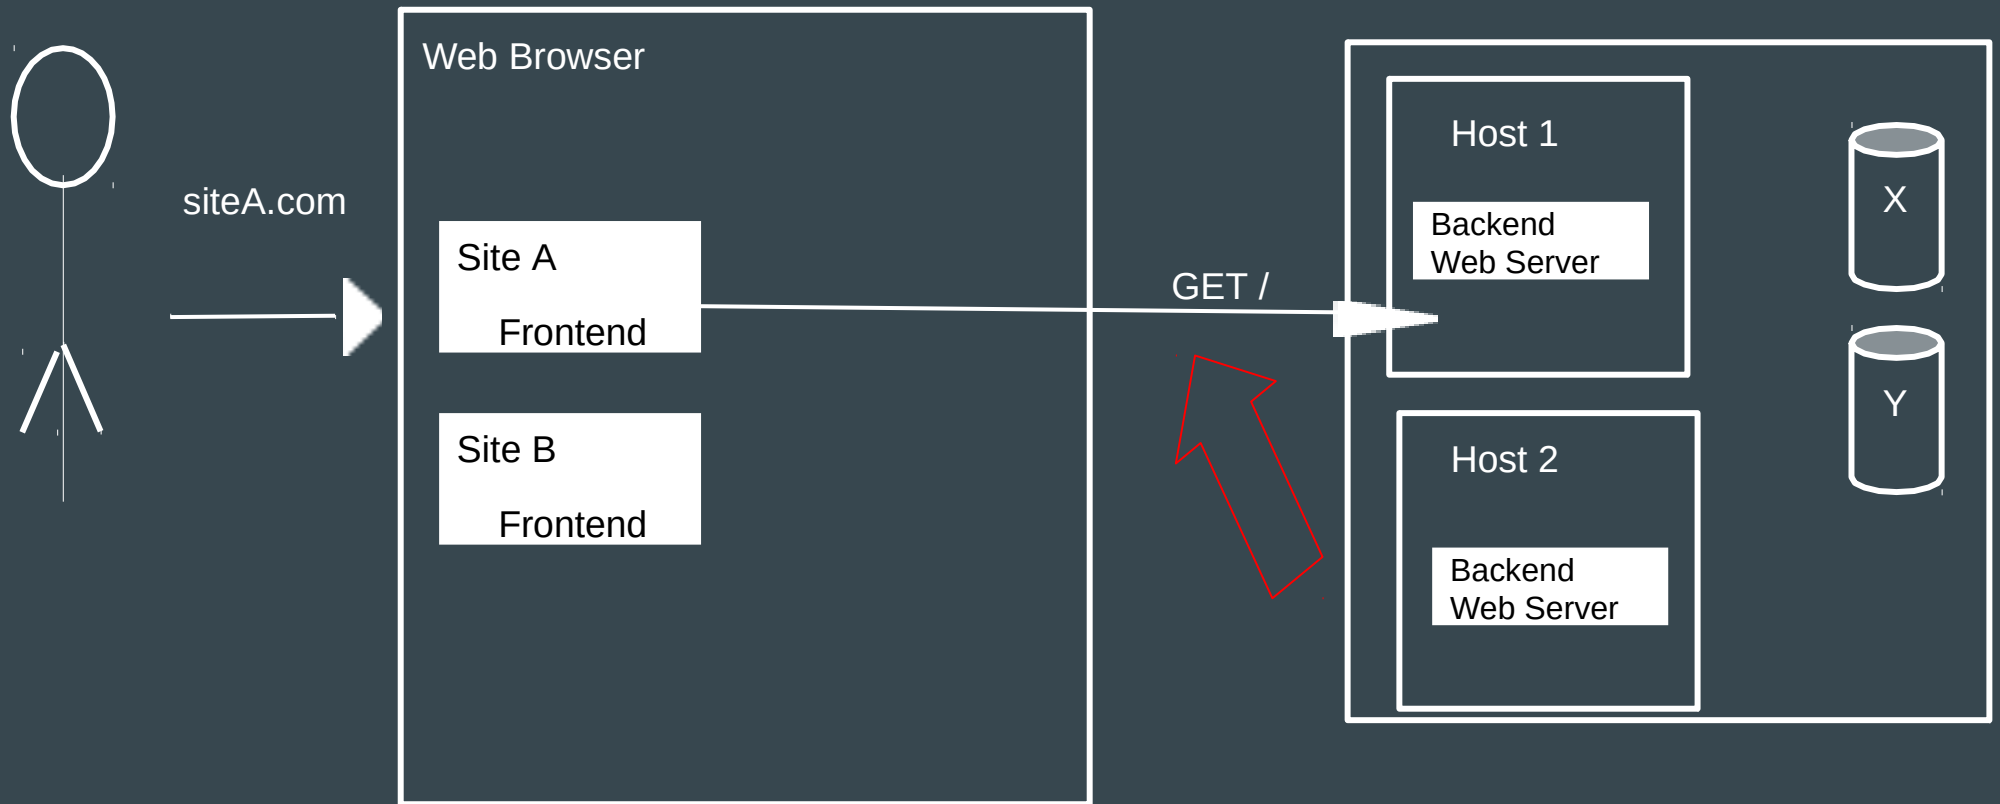 Web Browser
siteA.com
Site A
Frontend
Site B
Frontend
GET /
Host 1
Backend
Web Server
Host 2
Backend
Web Server
X
Y